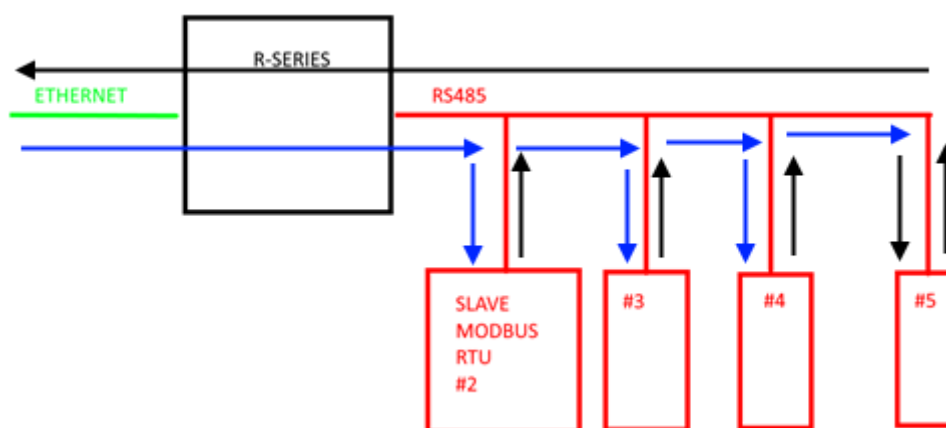 R-SERIES
ETHERNET
RS485
SLAVE
MODBUS
RTU
#2
#3
#4
#5